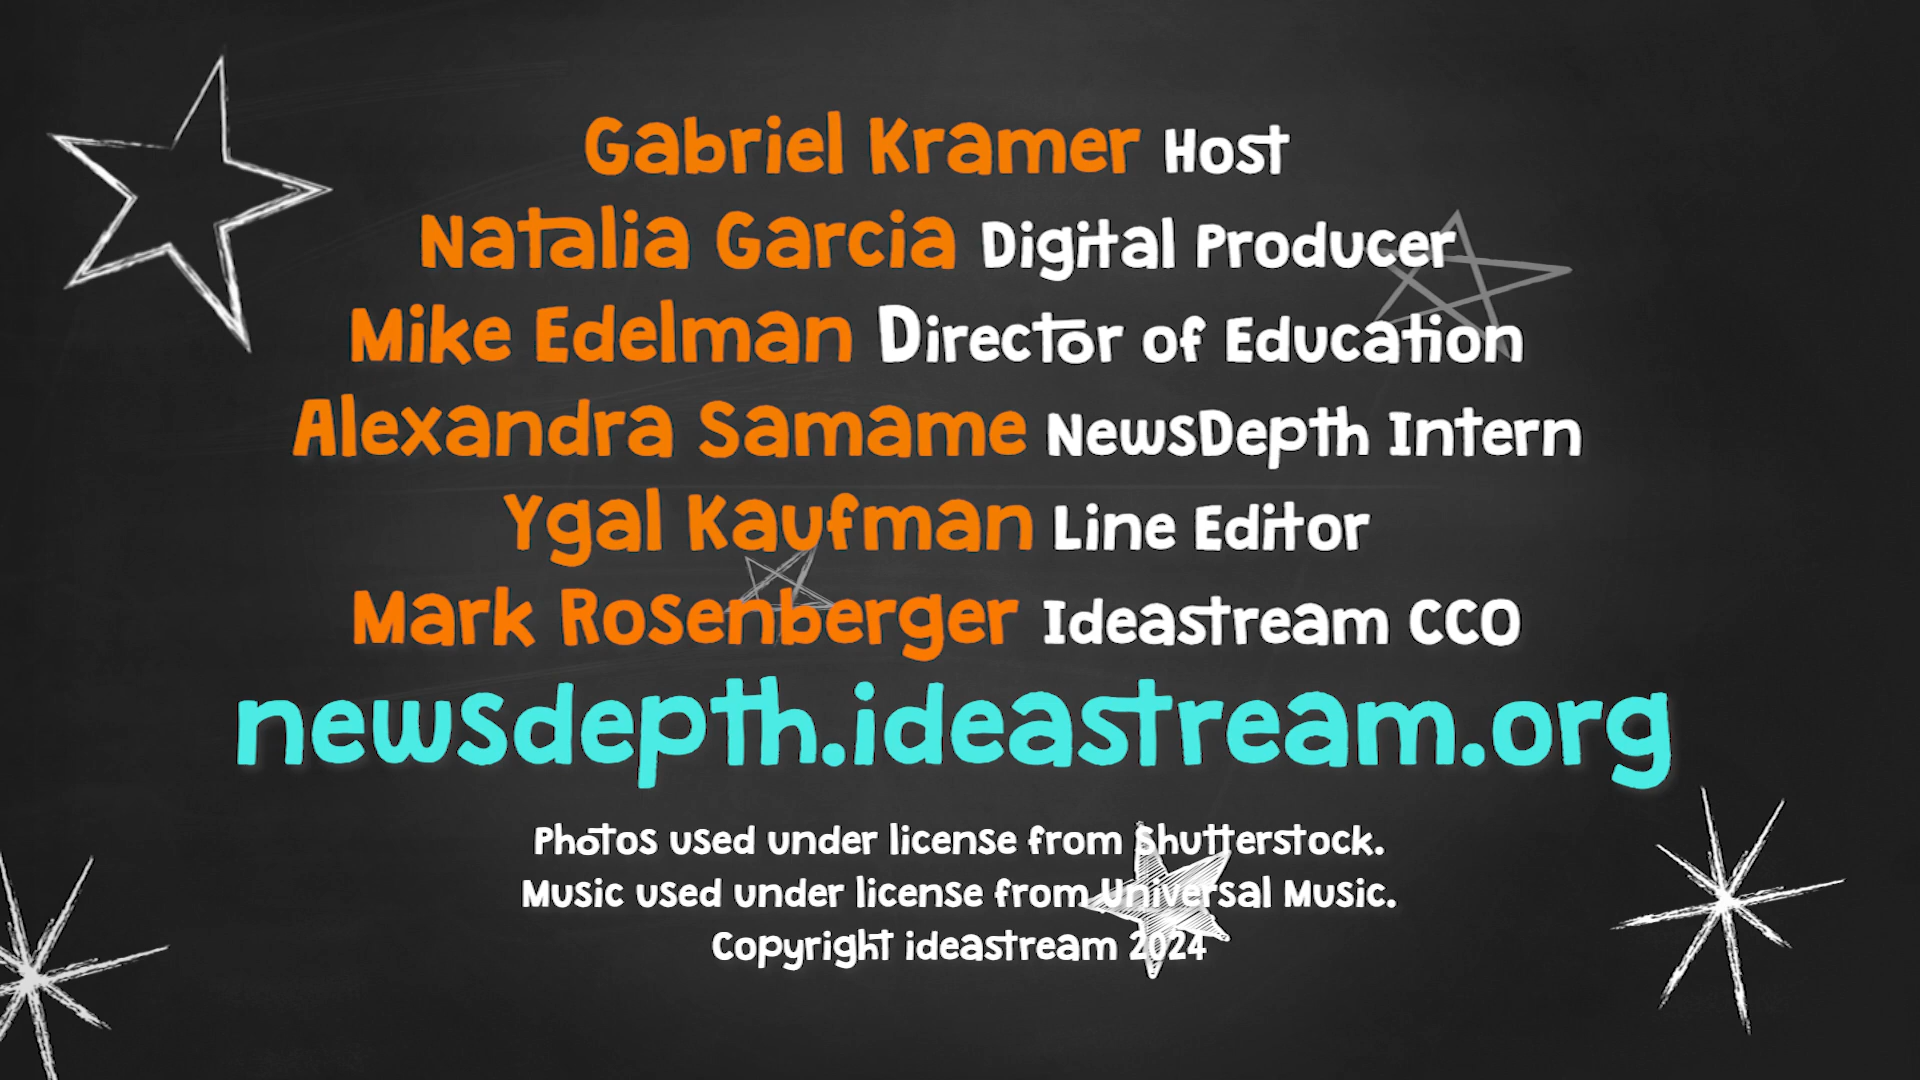 Gabriel Kramer Host
Natalia Garcia Digital Producer
Mike Edelman Director of Education
Alexandra Samame NewsDepth Intern
Ygal Kaufman Line Editor
Mark Rosenberger Ideastream CCO
newsdepth.ideastream.org
Photos used under license from Shutterstock.
Music used under license from Universal Music.
Copyright ideastream 2024